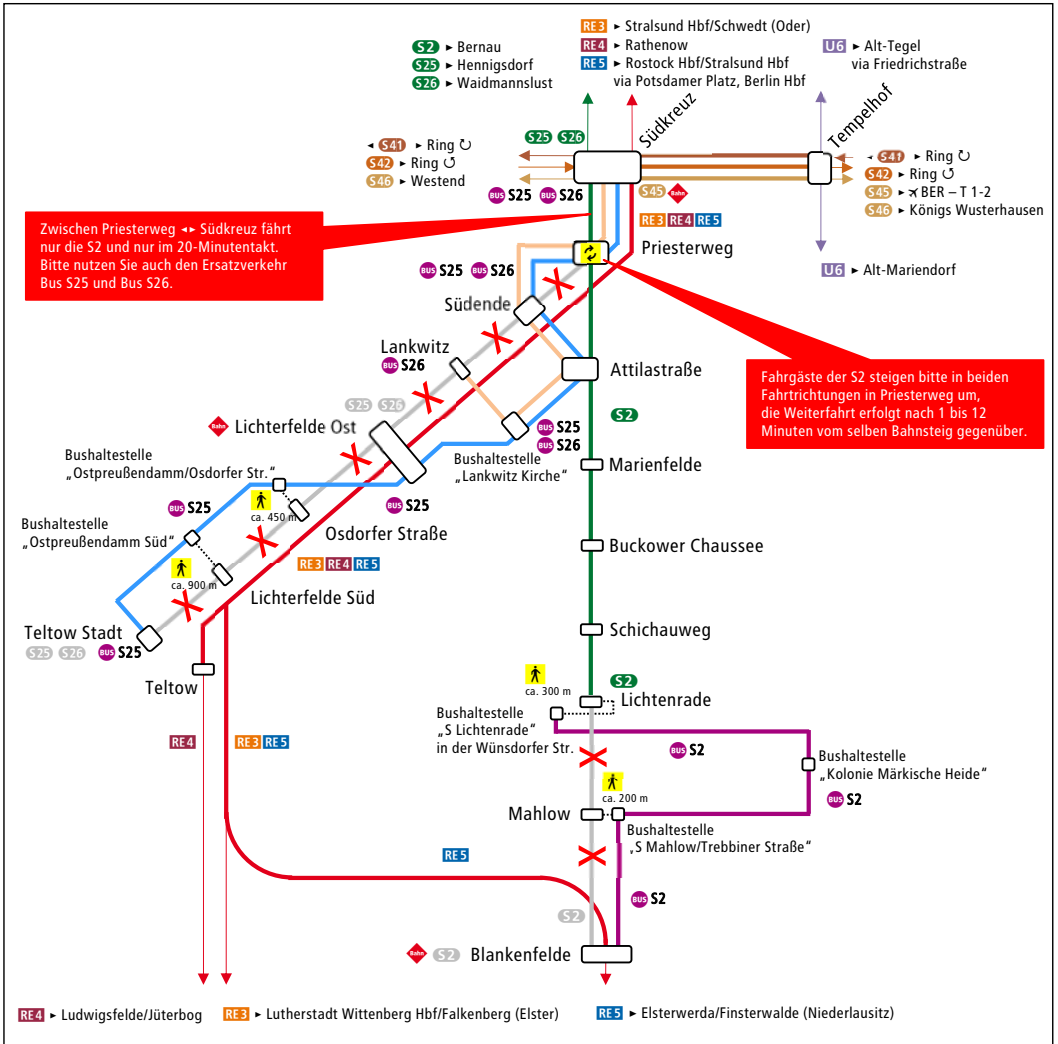 RE3 ► Stralsund Hbf/Schwedt (Oder)
RE4 ► Rathenow
RE5 ► Rostock Hbf/Stralsund Hbf
via Potsdamer Platz, Berlin Hbf
S2 ► Bernau
S25 ► Hennigsdorf
S26 ► Waidmannslust
U6 ► Alt-Tegel
via Friedrichstraße
Südkreuz
Tempelhof
S25 S26
◄ S41 ► Ring ↻
S42 ► Ring ↺
S46 ► Westend
◄ S41 ► Ring ↻
S42 ► Ring ↺
S45 ► ✈ BER – T 1-2
S46 ► Königs Wusterhausen
BUS S25 BUS S26
S45 Bahn
RE3 RE4 RE5
Zwischen Priesterweg ◄► Südkreuz fährt
nur die S2 und nur im 20-Minutentakt.
Bitte nutzen Sie auch den Ersatzverkehr
Bus S25 und Bus S26.
Priesterweg
U6 ► Alt-Mariendorf
BUS S25 BUS S26
Südende
Lankwitz
BUS S26
Attilastraße
Fahrgäste der S2 steigen bitte in beiden
Fahrtrichtungen in Priesterweg um,
die Weiterfahrt erfolgt nach 1 bis 12
Minuten vom selben Bahnsteig gegenüber.
S25 S26
S2
Bahn Lichterfelde Ost
BUS S25
BUS S26
Bushaltestelle
„Lankwitz Kirche“
Marienfelde
Bushaltestelle
„Ostpreußendamm/Osdorfer Str.“
BUS S25
ca. 450 m
BUS S25
Bushaltestelle
„Ostpreußendamm Süd“
Osdorfer Straße
Buckower Chaussee
RE3 RE4 RE5
ca. 900 m
Lichterfelde Süd
Teltow Stadt
S25 S26 BUS S25
Schichauweg
Teltow
ca. 300 m
S2
Lichtenrade
Bushaltestelle
„S Lichtenrade“
in der Wünsdorfer Str.
RE4
RE3 RE5
BUS S2
Bushaltestelle
„Kolonie Märkische Heide“
BUS S2
ca. 200 m
Mahlow
Bushaltestelle
„S Mahlow/Trebbiner Straße“
RE5
BUS S2
S2
Bahn S2 Blankenfelde
RE4 ► Ludwigsfelde/Jüterbog
RE3 ► Lutherstadt Wittenberg Hbf/Falkenberg (Elster)
RE5 ► Elsterwerda/Finsterwalde (Niederlausitz)